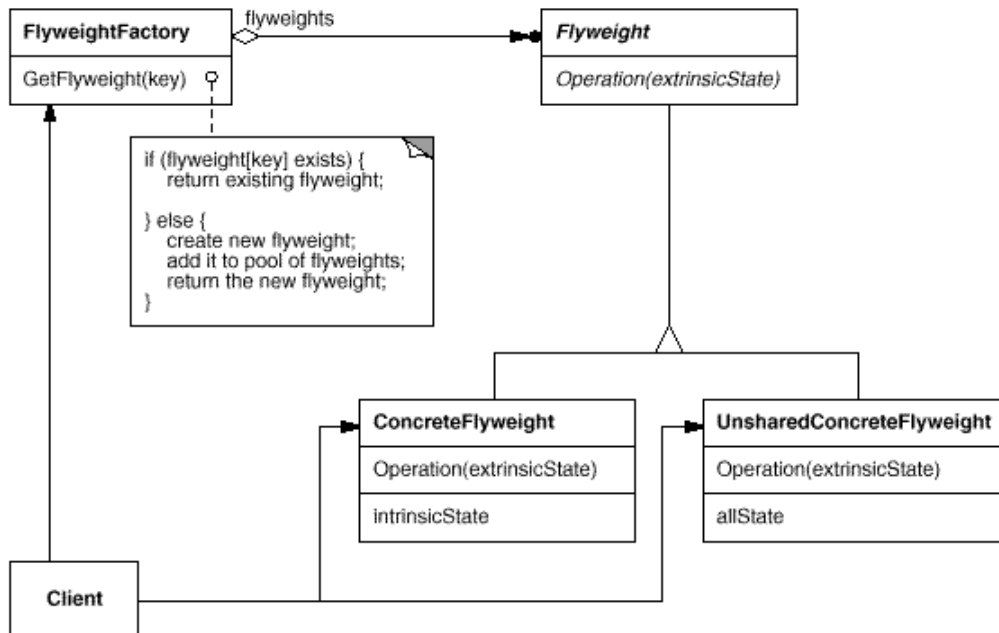 FlyweightFactory
flyweights
Flyweight
GetFlyweight(key)
Operation(extrinsicState)
if (flyweight[key] exists) {
return existing flyweight;
} else {
create new flyweight;
add it to pool of flyweights;
return the new flyweight;
}
ConcreteFlyweight
Operation(extrinsicState)
intrinsicState
UnsharedConcreteFlyweight
Operation(extrinsicState)
allState
Client